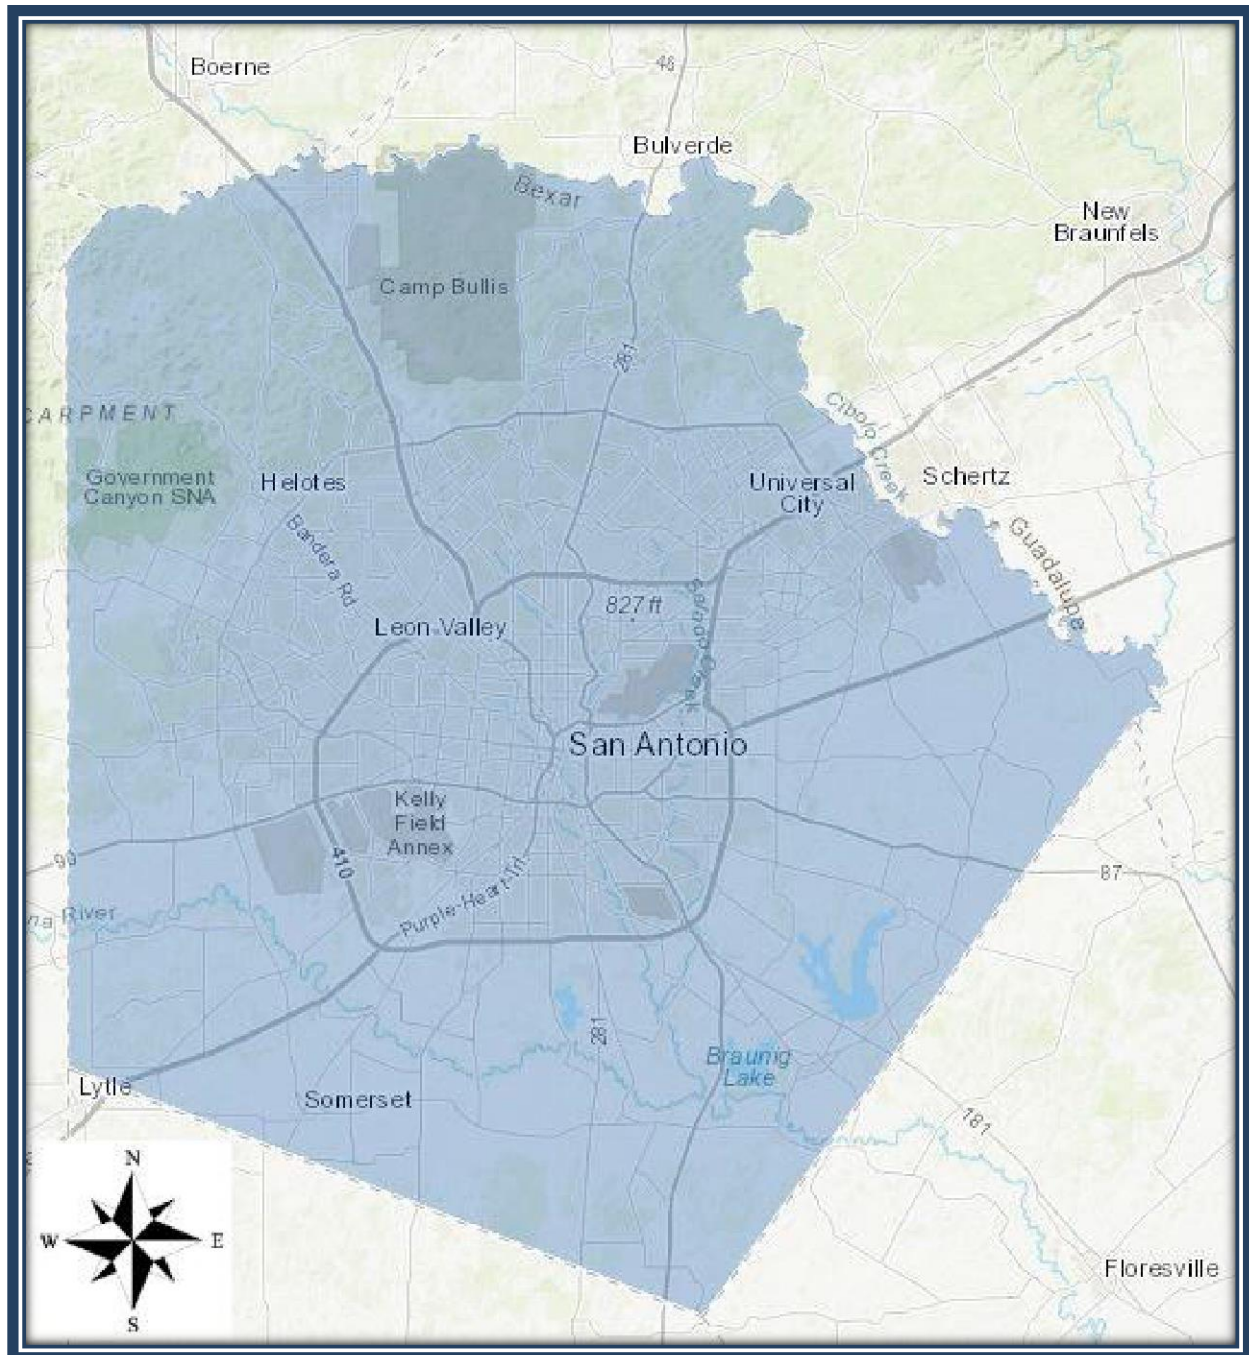 Boerne
46
Bulverde
Bexar
New
Braunfels
Camp Bullis
281
CARPMENT
Cibolo Creek
Government
Canyon SNA
Helotes
Universal
City
Schertz
Bandera Rd
Guadalupe
827 ft
Salado Creek
Leon Valley
San Antonio
Kelly
Field
Annex
410
90
87
Purple-Heart-Trl
na River
281
Braunig
Lake
Lytle
Somerset
181
N
W
E
S
Floresville